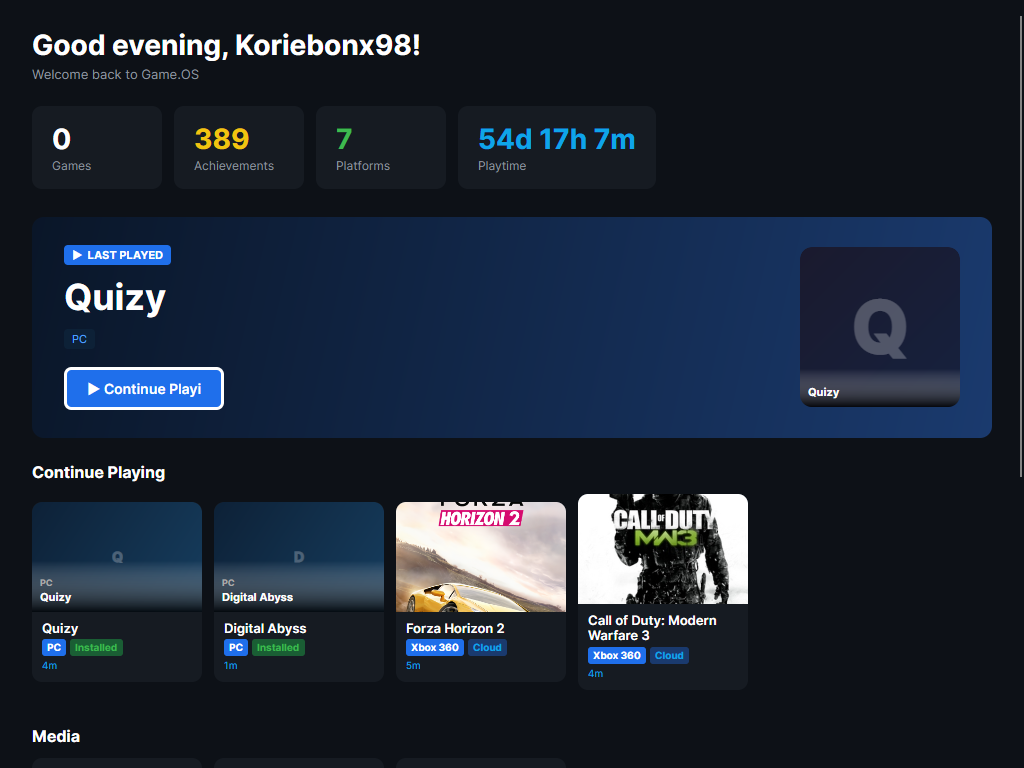 Good evening, Koriebonx98!
Welcome back to Game.OS
0
Games
389
Achievements
7
Platforms
54d 17h 7m
Playtime
▶ LAST PLAYED
Quizy
PC
▶ Continue Playi
Q
Quizy
Continue Playing
Q
PC
Quizy
Quizy
PC Installed
4m
D
PC
Digital Abyss
Digital Abyss
PC Installed
1m
FORZA
HORIZON 2
Forza Horizon 2
Xbox 360 Cloud
5m
CALL OF DUTY
MW3
Call of Duty: Modern
Warfare 3
Xbox 360 Cloud
4m
Media